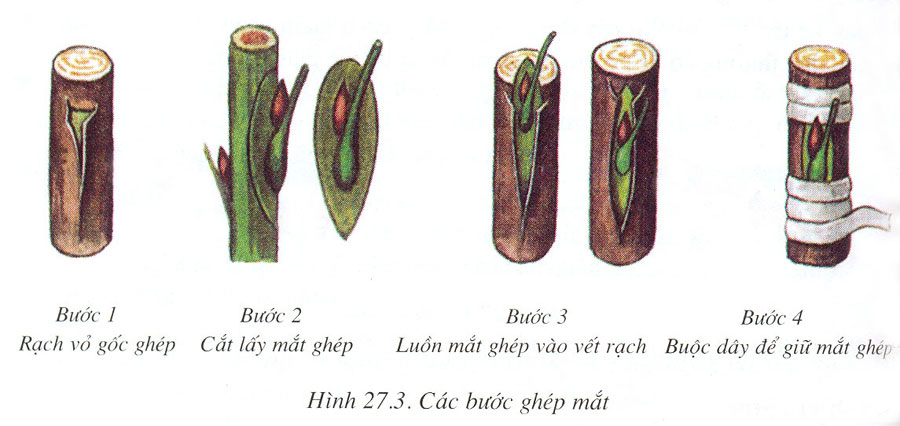 Bước 1
Rạch vỏ gốc ghép
Bước 2
Cắt lấy mắt ghép
Bước 3
Luồn mắt ghép vào vết rạch
Bước 4
Buộc dây để giữ mắt ghép
Hình 27.3. Các bước ghép mắt